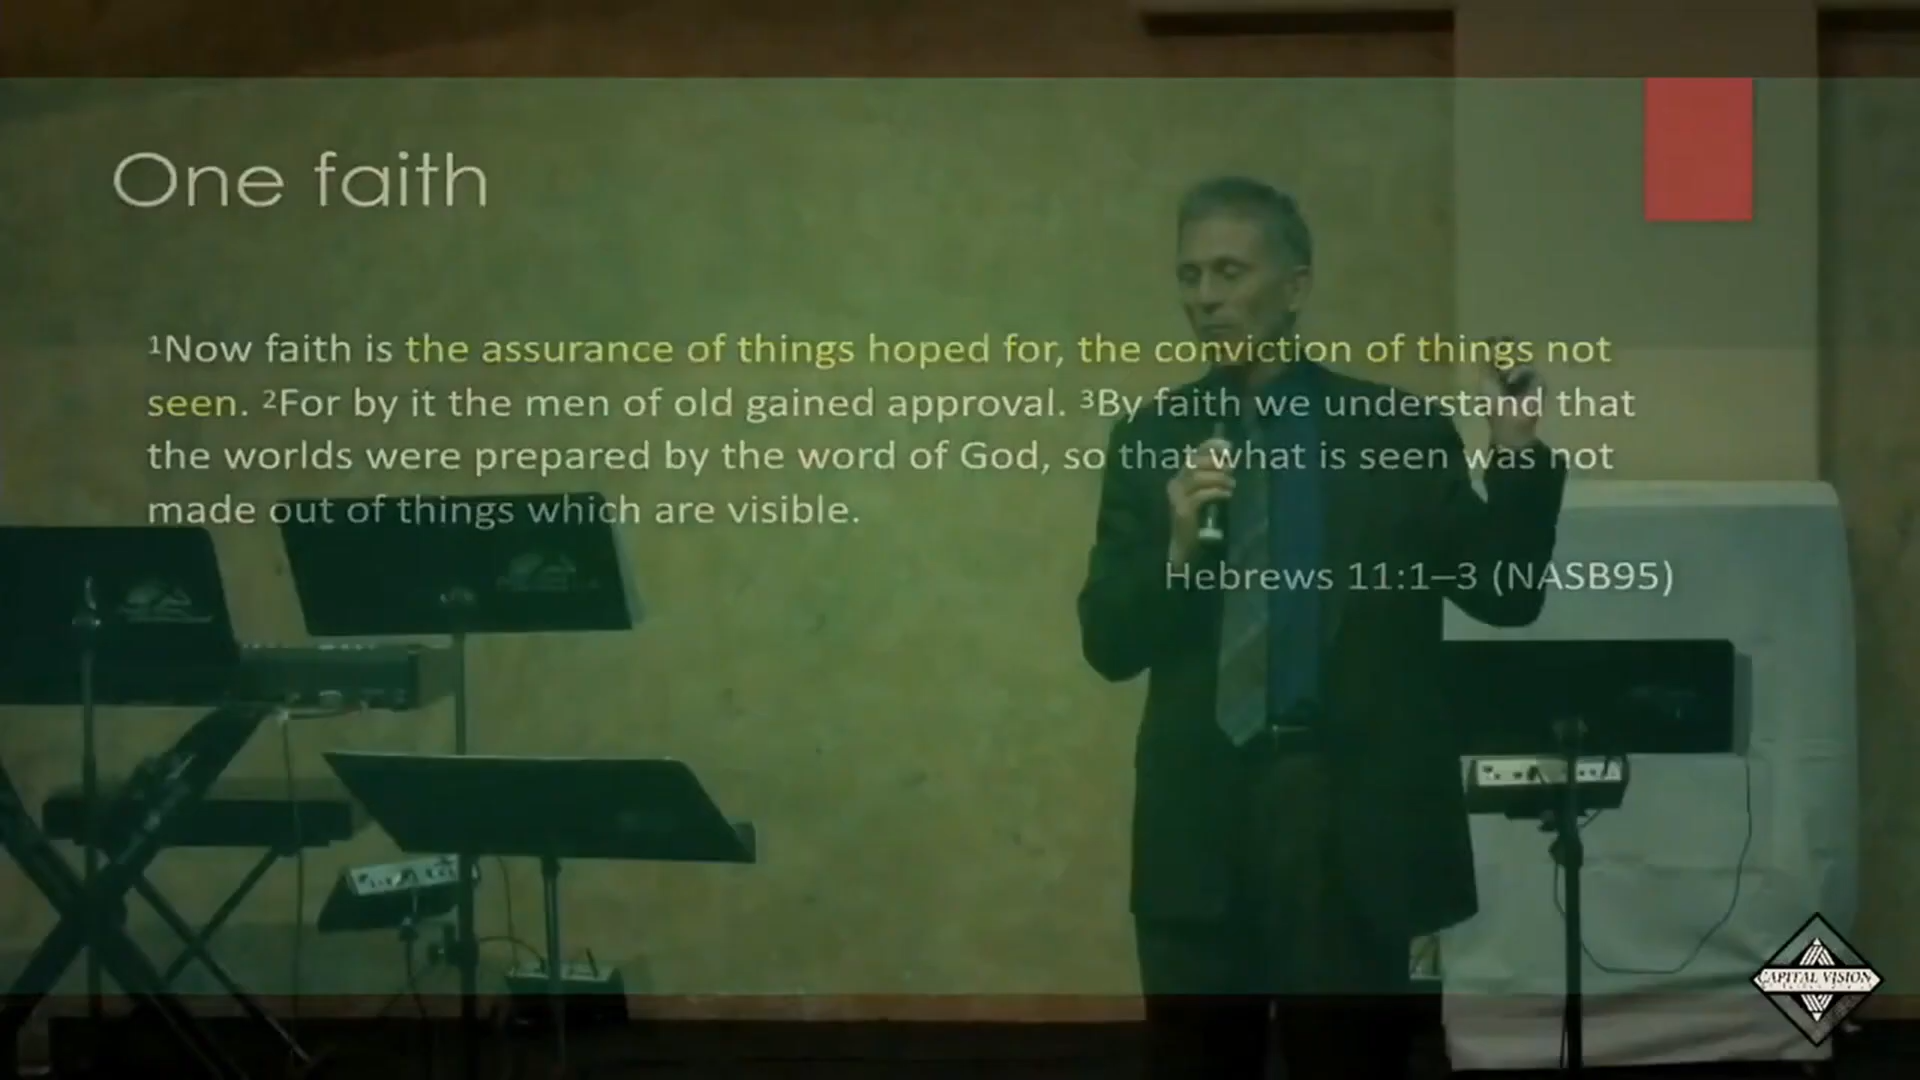 One faith
¹Now faith is the assurance of things hoped for, the conviction of things not
seen. ²For by it the men of old gained approval. ³By faith we understand that
the worlds were prepared by the word of God, so that what is seen was not
made out of things which are visible.
Hebrews 11:1–3 (NASB95)
CAPITAL VISION